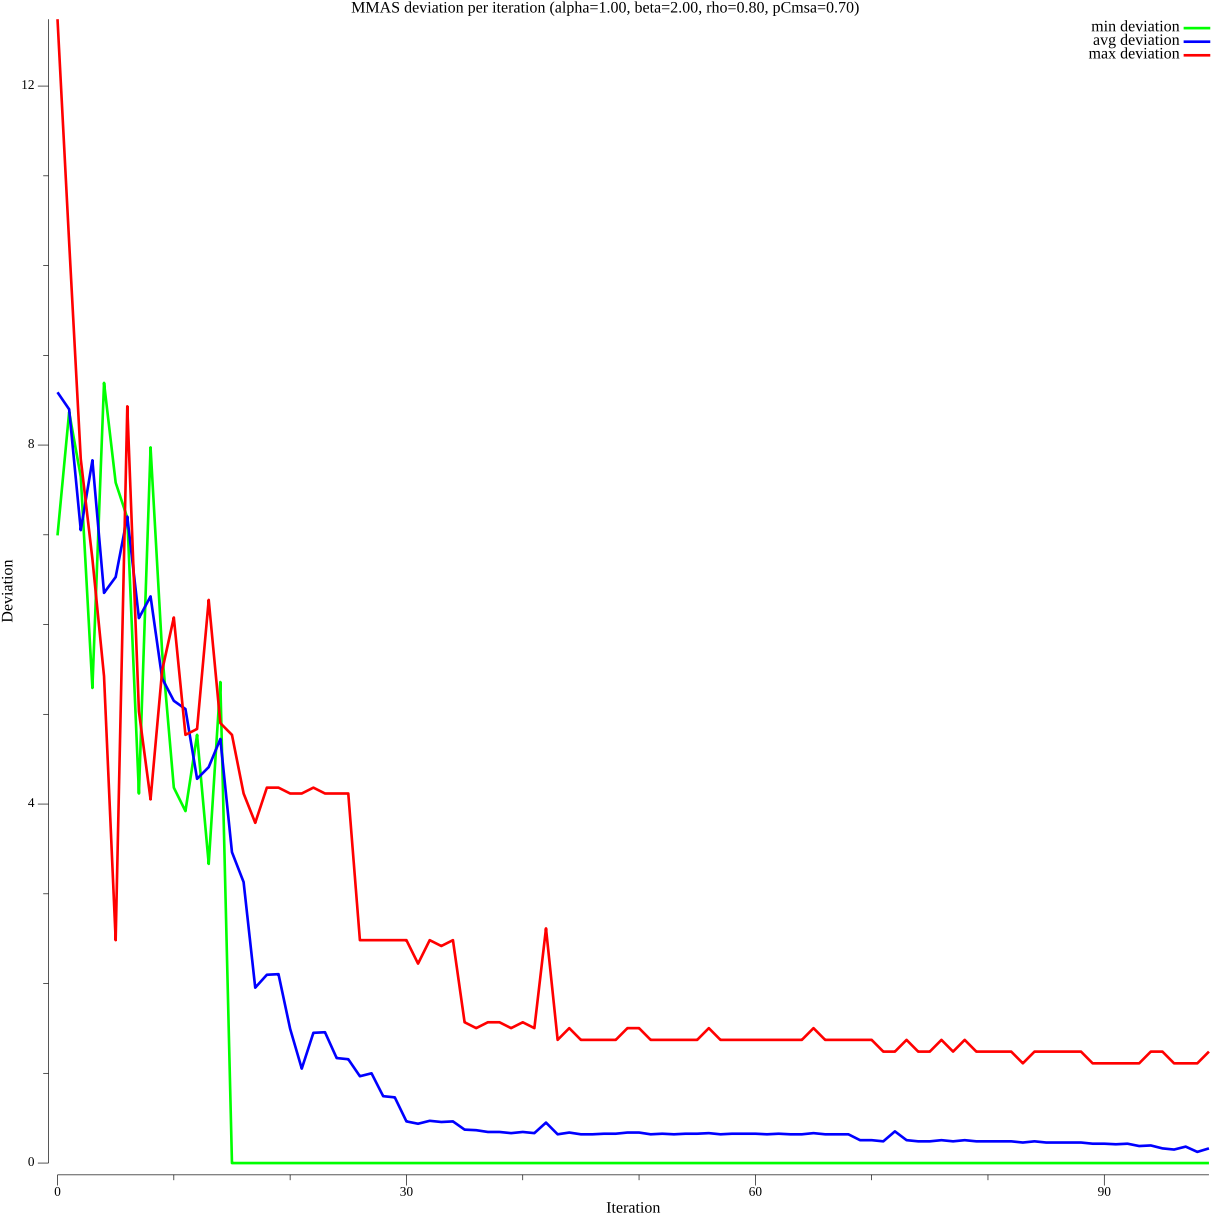 MMAS deviation per iteration (alpha=1.00, beta=2.00, rho=0.80, pCmsa=0.70)
min deviation
avg deviation
max deviation
12
8
4
0
Deviation
0 30 60 90
Iteration